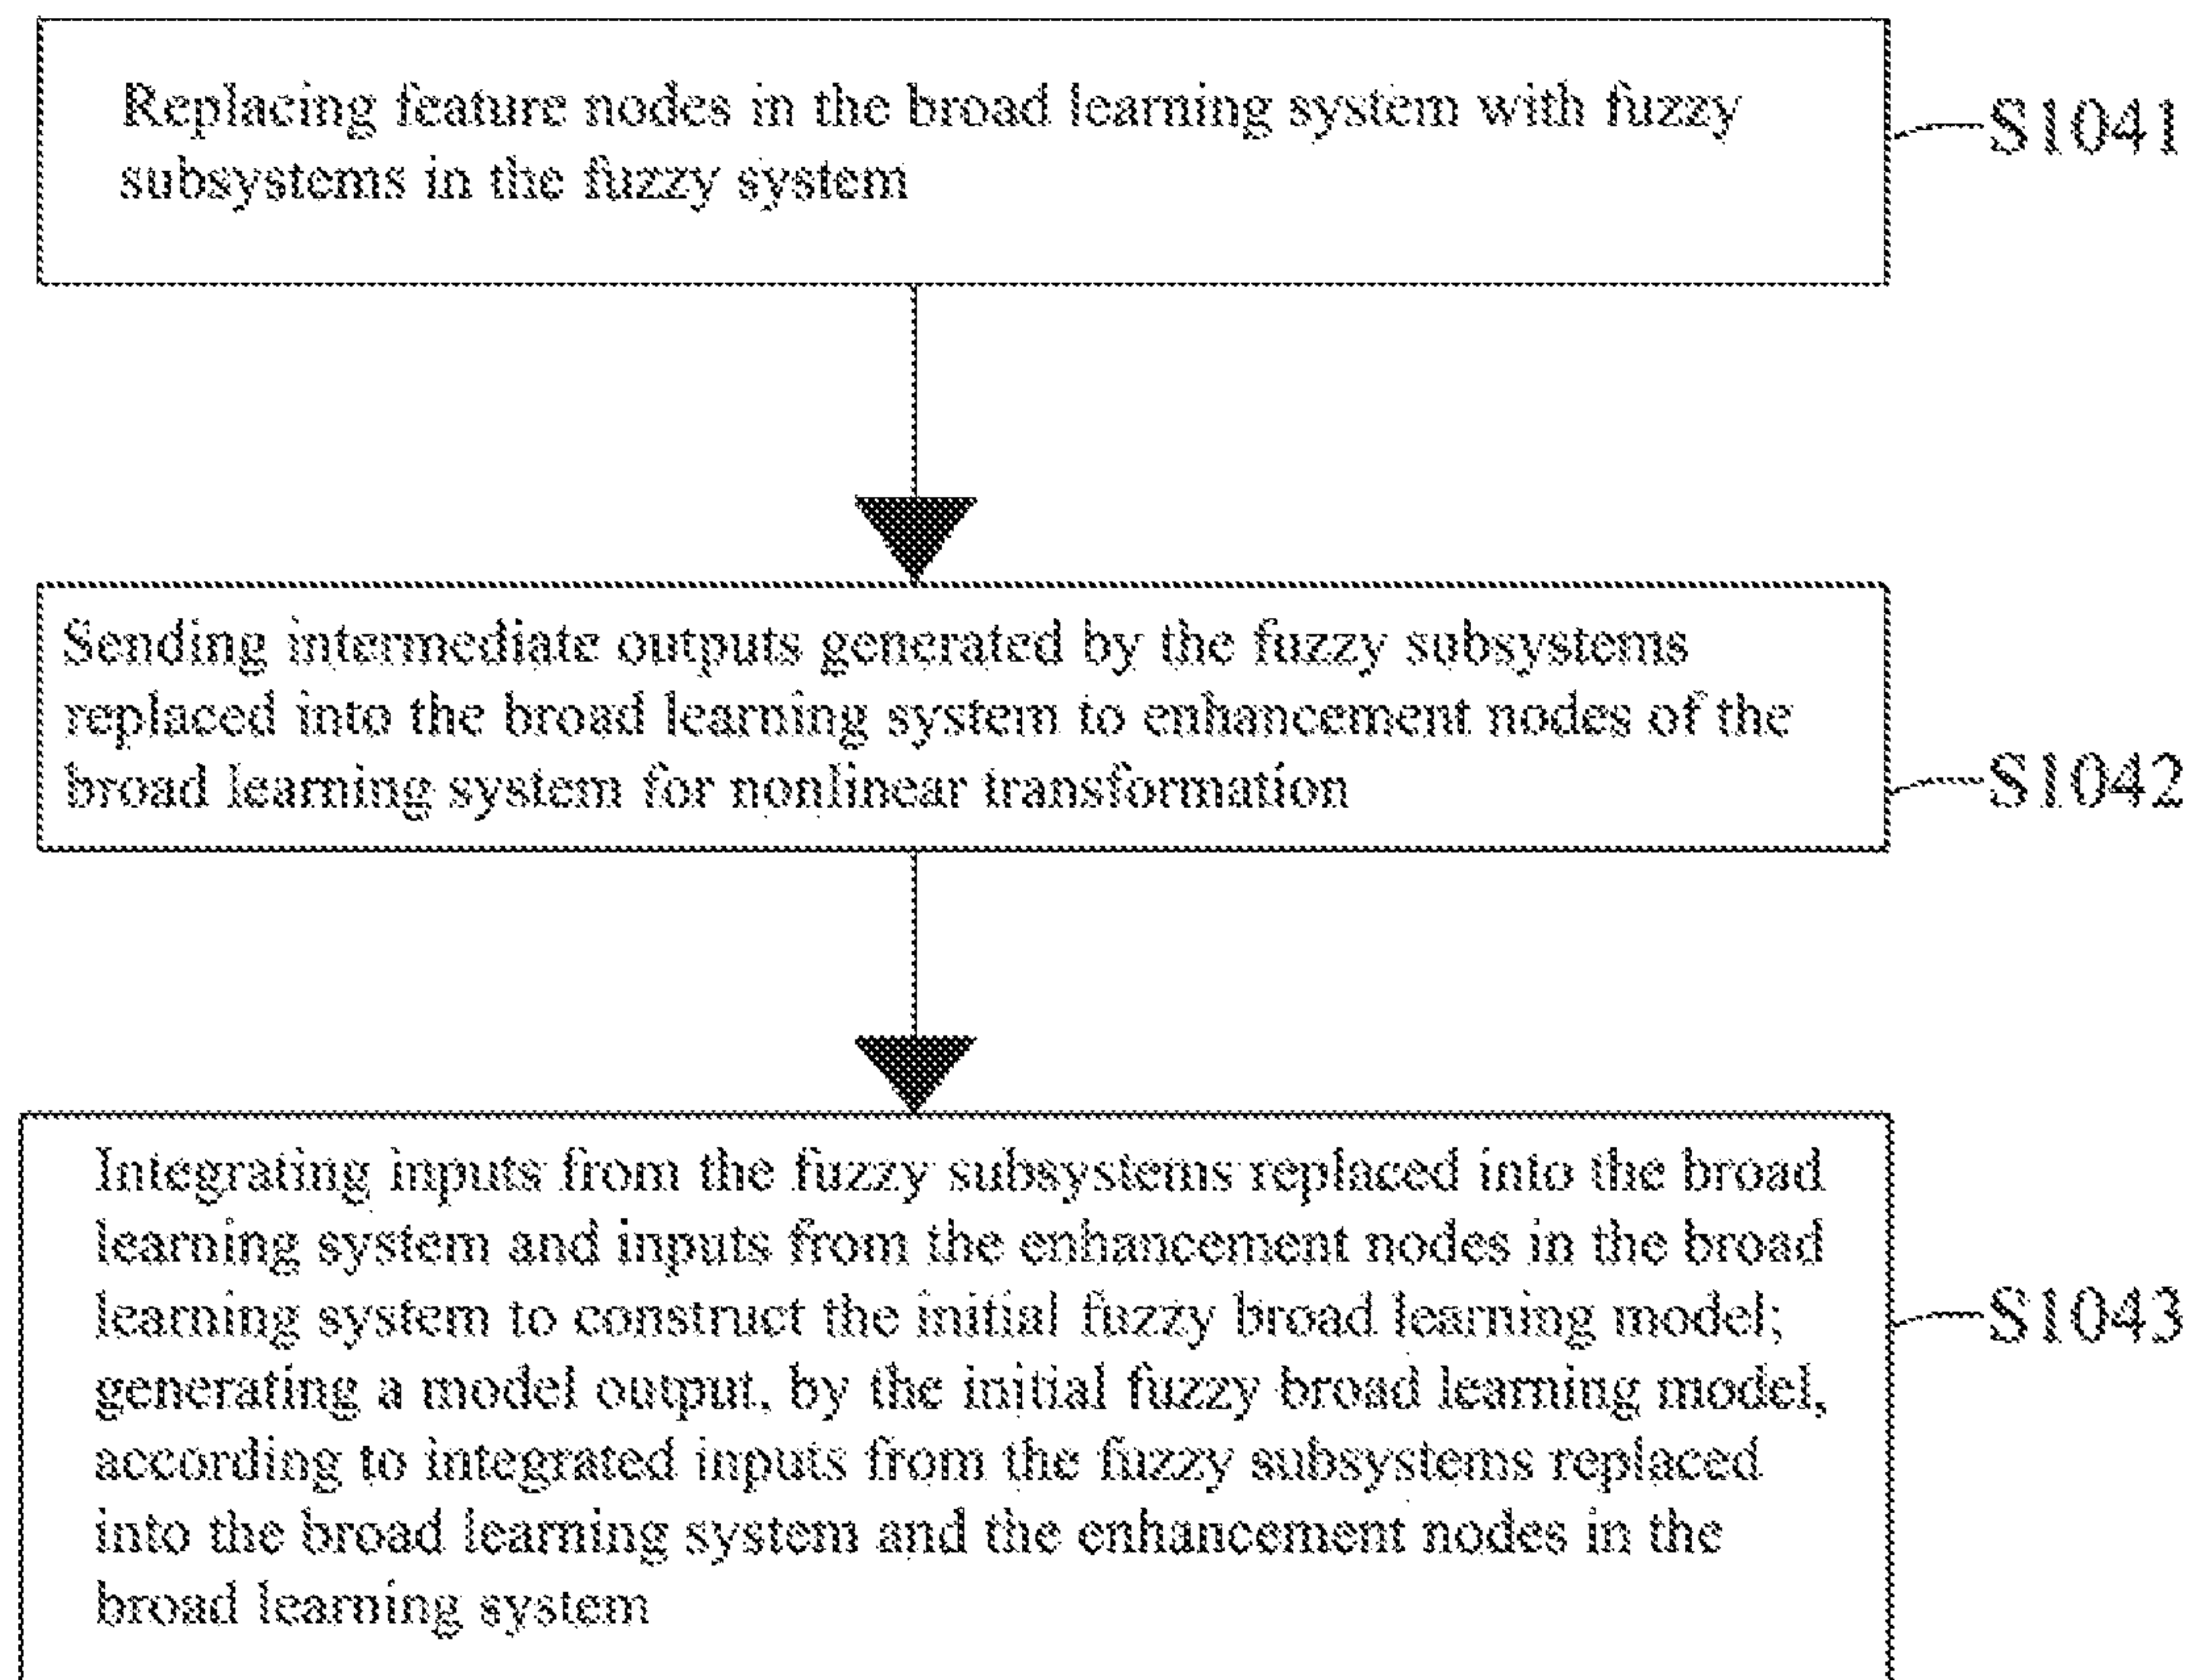 Replacing feature nodes in the broad learning system with fuzzy
subsystems in the fuzzy system
S1041
Sending intermediate outputs generated by the fuzzy subsystems
replaced into the broad learning system to enhancement nodes of the
broad learning system for nonlinear transformation
S1042
Integrating inputs from the fuzzy subsystems replaced into the broad
learning system and inputs from the enhancement nodes in the broad
learning system to construct the initial fuzzy broad learning model;
generating a model output, by the initial fuzzy broad learning model,
according to integrated inputs from the fuzzy subsystems replaced
into the broad learning system and the enhancement nodes in the
broad learning system
S1043